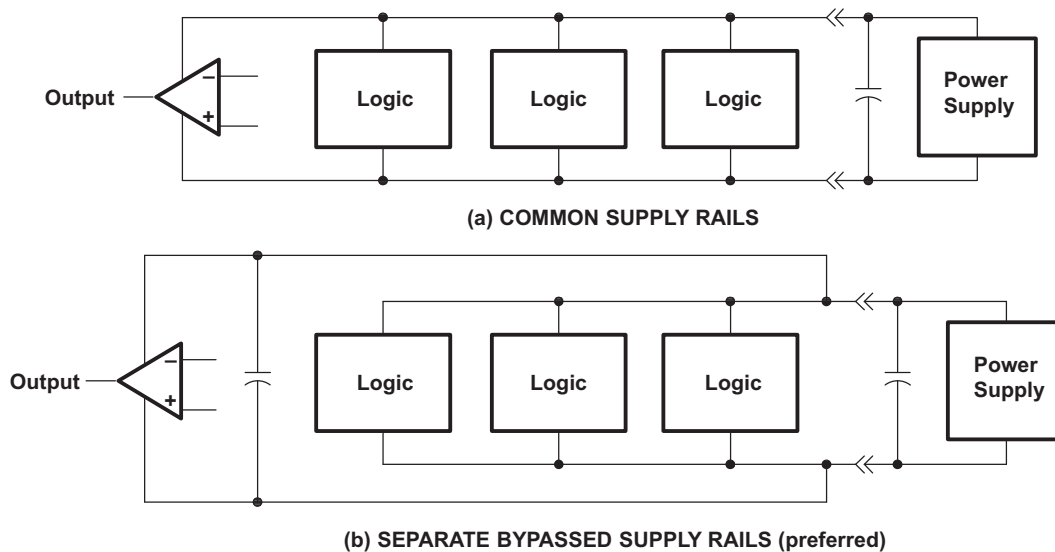 Output
−
+
Logic
Logic
Logic
Power
Supply
(a) COMMON SUPPLY RAILS
Output
−
+
Logic
Logic
Logic
Power
Supply
(b) SEPARATE BYPASSED SUPPLY RAILS (preferred)